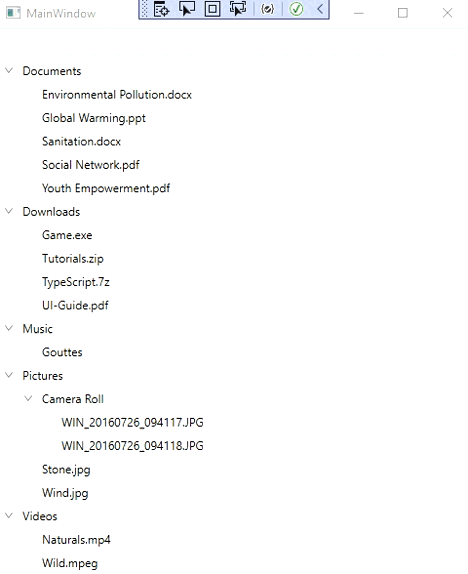 MainWindow
Documents
Environmental Pollution.docx
Global Warming.ppt
Sanitation.docx
Social Network.pdf
Youth Empowerment.pdf
Downloads
Game.exe
Tutorials.zip
TypeScript.7z
UI-Guide.pdf
Music
Gouttes
Pictures
Camera Roll
WIN_20160726_094117.JPG
WIN_20160726_094118.JPG
Stone.jpg
Wind.jpg
Videos
Naturals.mp4
Wild.mpeg